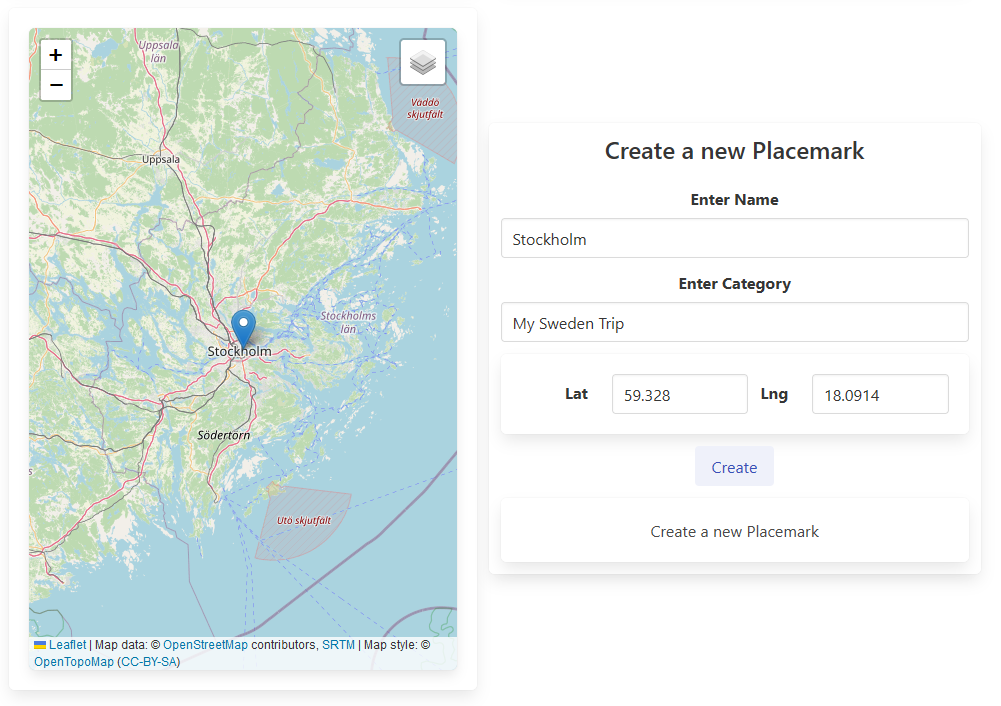 +
−
Uppsala
län
Väddö
skjutfält
Uppsala
Stockholms
län
Stockholm
Södertörn
Utö skjutfält
Leaflet | Map data: © OpenStreetMap contributors, SRTM | Map style: ©
OpenTopoMap (CC-BY-SA)
Create a new Placemark
Enter Name
Stockholm
Enter Category
My Sweden Trip
Lat 59.328 Lng 18.0914
Create
Create a new Placemark